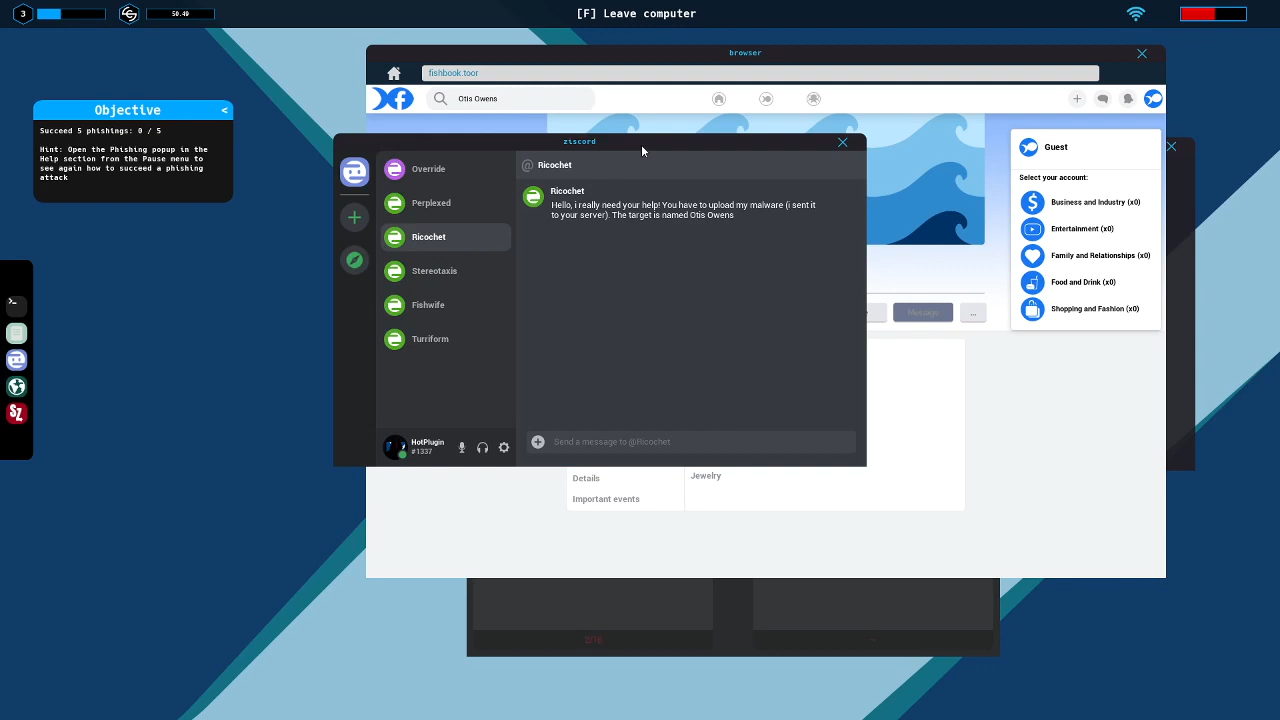 3
50.49
[F] Leave computer
browser
fishbook.toor
Otis Owens
Objective
<
Succeed 5 phishings: 0 / 5
Hint: Open the Phishing popup in the
Help section from the Pause menu to
see again how to succeed a phishing
attack
ziscord
Override
Perplexed
Ricochet
Stereotaxis
Fishwife
Turriform
HotPlugin
#1337
@ Ricochet
Ricochet
Hello, i really need your help! You have to upload my malware (i sent it
to your server). The target is named Otis Owens
Send a message to @Ricochet
Guest
Select your account:
Business and Industry (x0)
Entertainment (x0)
Family and Relationships (x0)
Food and Drink (x0)
Shopping and Fashion (x0)
Message
...
Details
Important events
Jewelry
SZ